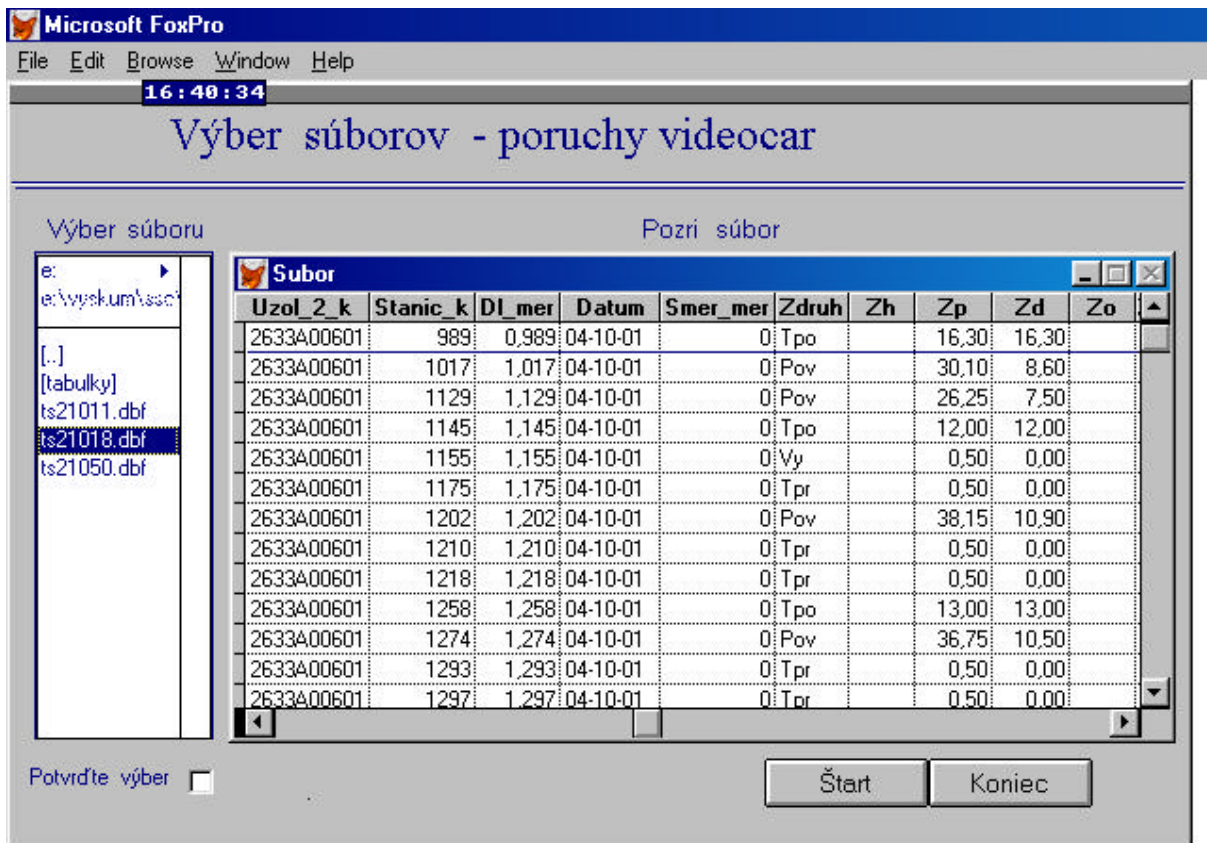 Microsoft FoxPro
File Edit Browse Window Help
16:40:34
Výber súborov - poruchy videocar
Výber súboru
Pozri súbor
e:
e:\vyskum\ssc\
[..]
[tabulky]
ts21011.dbf
ts21018.dbf
ts21050.dbf
Subor
Uzol_2_k Stanic_k Dl_mer Datum Smer_mer Zdruh Zh Zp Zd Zo
2633A00601 989 0,989 04-10-01 0 Tpo 16,30 16,30
2633A00601 1017 1,017 04-10-01 0 Pov 30,10 8,60
2633A00601 1129 1,129 04-10-01 0 Pov 26,25 7,50
2633A00601 1145 1,145 04-10-01 0 Tpo 12,00 12,00
2633A00601 1155 1,155 04-10-01 0 Vy 0,50 0,00
2633A00601 1175 1,175 04-10-01 0 Tpr 0,50 0,00
2633A00601 1202 1,202 04-10-01 0 Pov 38,15 10,90
2633A00601 1210 1,210 04-10-01 0 Tpr 0,50 0,00
2633A00601 1218 1,218 04-10-01 0 Tpr 0,50 0,00
2633A00601 1258 1,258 04-10-01 0 Tpo 13,00 13,00
2633A00601 1274 1,274 04-10-01 0 Pov 36,75 10,50
2633A00601 1293 1,293 04-10-01 0 Tpr 0,50 0,00
2633A00601 1297 1,297 04-10-01 0 Tpr 0,50 0,00
Potvrďte výber
Štart
Koniec